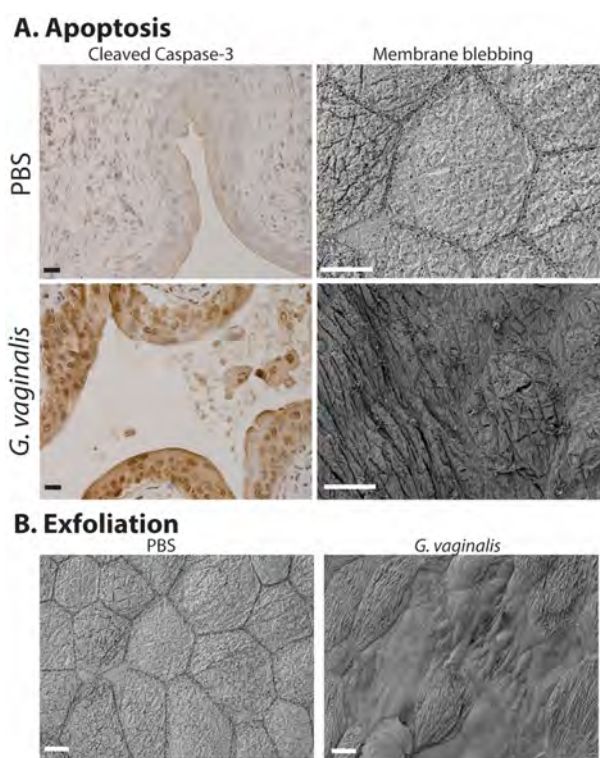 A. Apoptosis
Cleaved Caspase-3
Membrane blebbing
PBS
G. vaginalis
B. Exfoliation
PBS
G. vaginalis